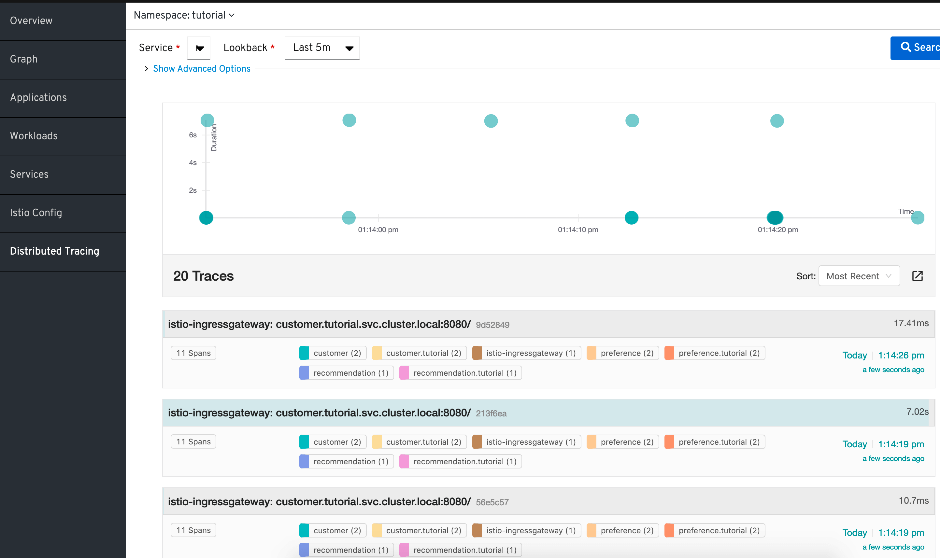 Overview
Graph
Applications
Workloads
Services
Istio Config
Distributed Tracing
Namespace: tutorial
Service * Lookback * Last 5m Searc
Show Advanced Options
6s
4s
2s
Duration
Time
01:14:00 pm 01:14:10 pm 01:14:20 pm
20 Traces Sort: Most Recent
istio-ingressgateway: customer.tutorial.svc.cluster.local:8080/ 9d52849 17.41ms
11 Spans customer (2) customer.tutorial (2) istio-ingressgateway (1) preference (2) preference.tutorial (2) Today 1:14:26 pm
recommendation (1) recommendation.tutorial (1) a few seconds ago
istio-ingressgateway: customer.tutorial.svc.cluster.local:8080/ 213f6ea 7.02s
11 Spans customer (2) customer.tutorial (2) istio-ingressgateway (1) preference (2) preference.tutorial (2) Today 1:14:19 pm
recommendation (1) recommendation.tutorial (1) a few seconds ago
istio-ingressgateway: customer.tutorial.svc.cluster.local:8080/ 56e5c57 10.7ms
11 Spans customer (2) customer.tutorial (2) istio-ingressgateway (1) preference (2) preference.tutorial (2) Today 1:14:19 pm
recommendation (1) recommendation.tutorial (1) a few seconds ago